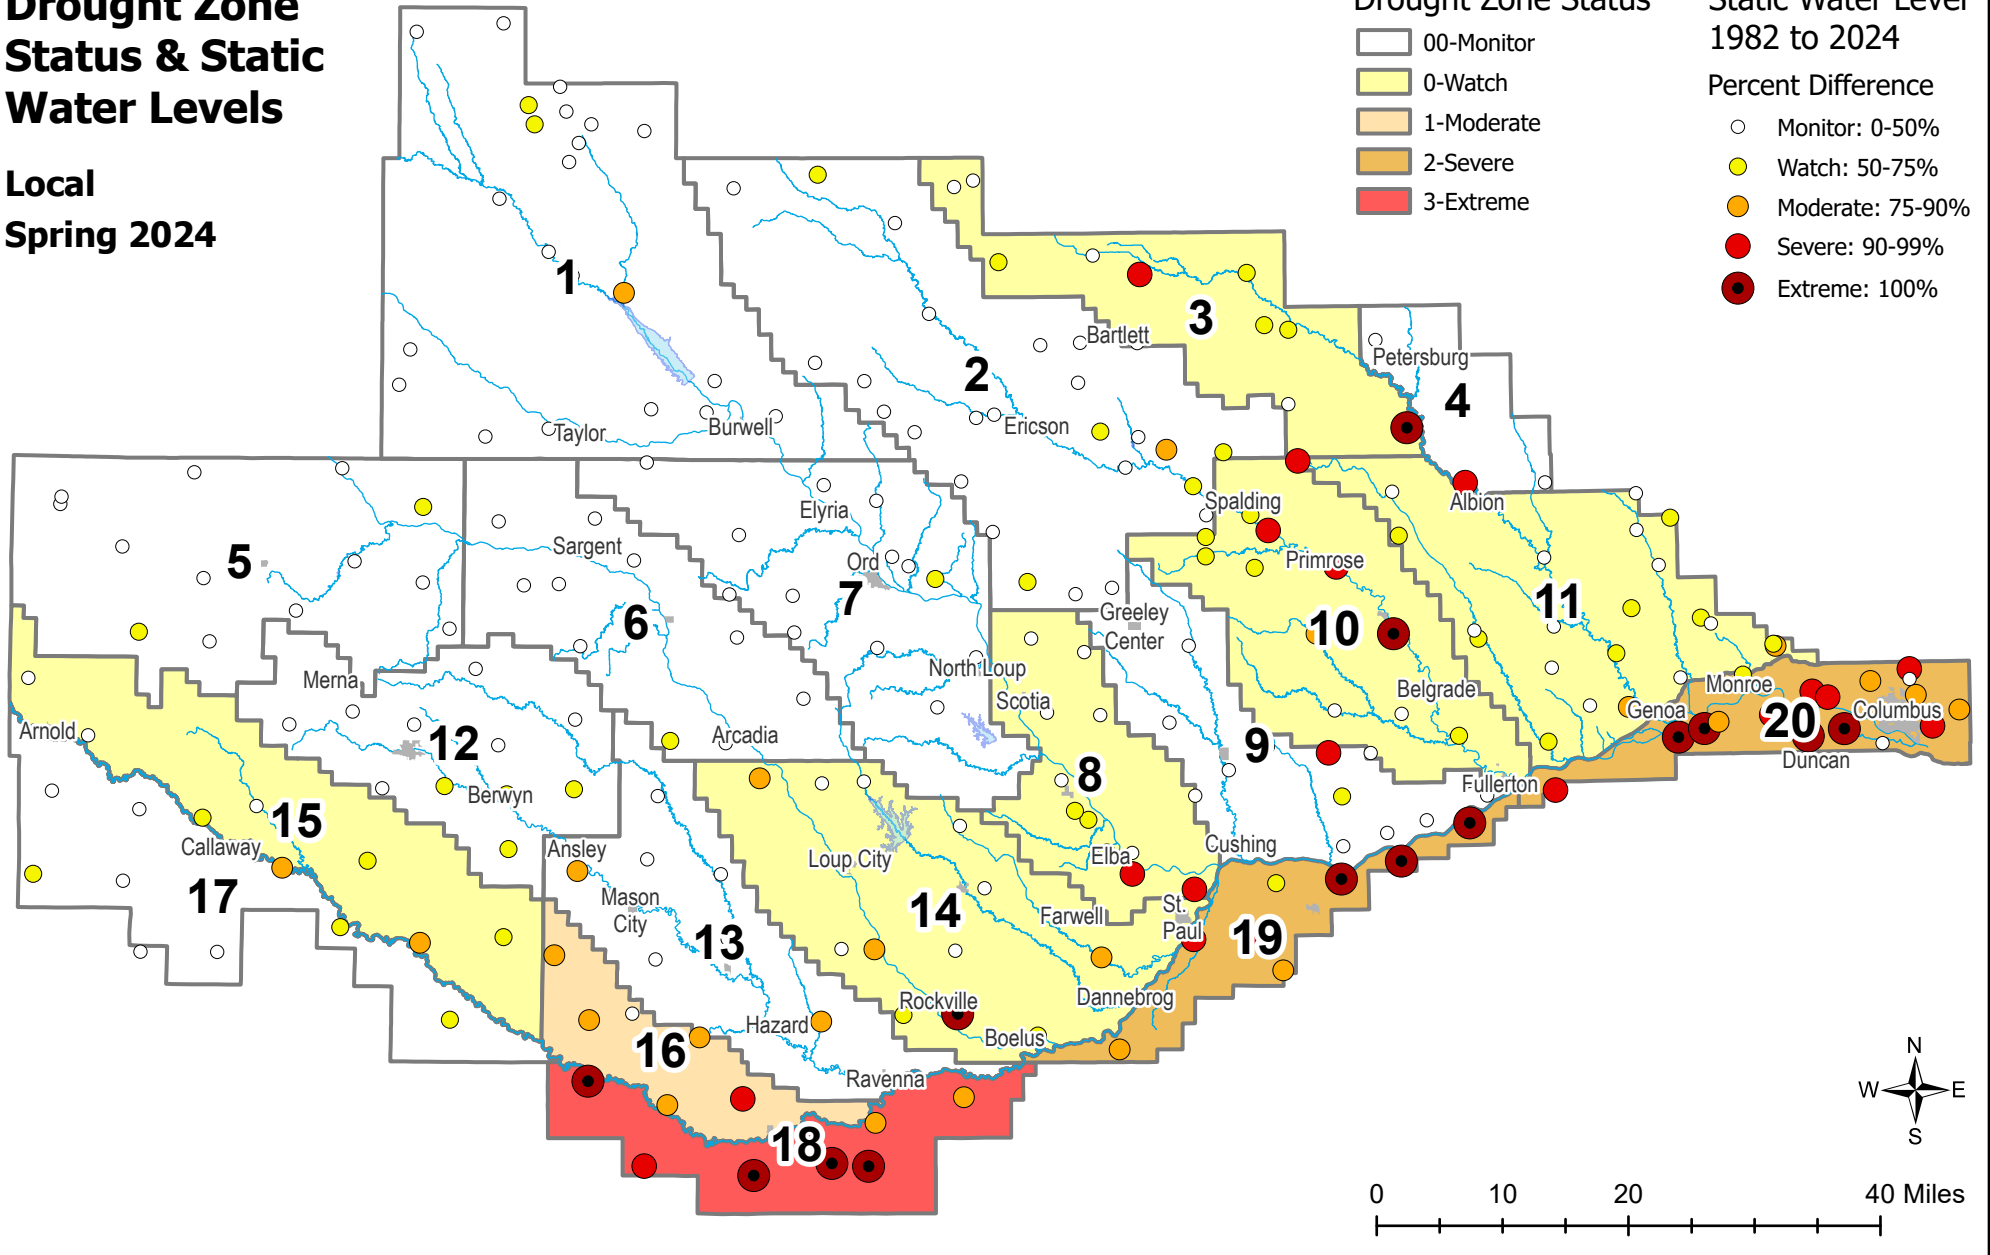 Drought Zone
Status & Static
Water Levels
Local
Spring 2024
Drought Zone Status
00-Monitor
0-Watch
1-Moderate
2-Severe
3-Extreme
Static Water Level
1982 to 2024
Percent Difference
Monitor: 0-50%
Watch: 50-75%
Moderate: 75-90%
Severe: 90-99%
Extreme: 100%
1
2
3
Bartlett
Petersburg
4
Taylor
Burwell
Ericson
Spalding
Albion
5
Sargent
Elyria
Ord
Primrose
6
7
Greeley
Center
10
11
Merna
North Loup
Scotia
Belgrade
Monroe
Arnold
12
Arcadia
9
Genoa
20
Columbus
Duncan
8
Berwyn
Fullerton
15
Callaway
Ansley
Loup City
Elba
Cushing
17
Mason
City
14
Farwell
St.
Paul
19
13
Rockville
Dannebrog
Hazard
Boelus
16
Ravenna
18
N
W
E
S
0
10
20
40 Miles